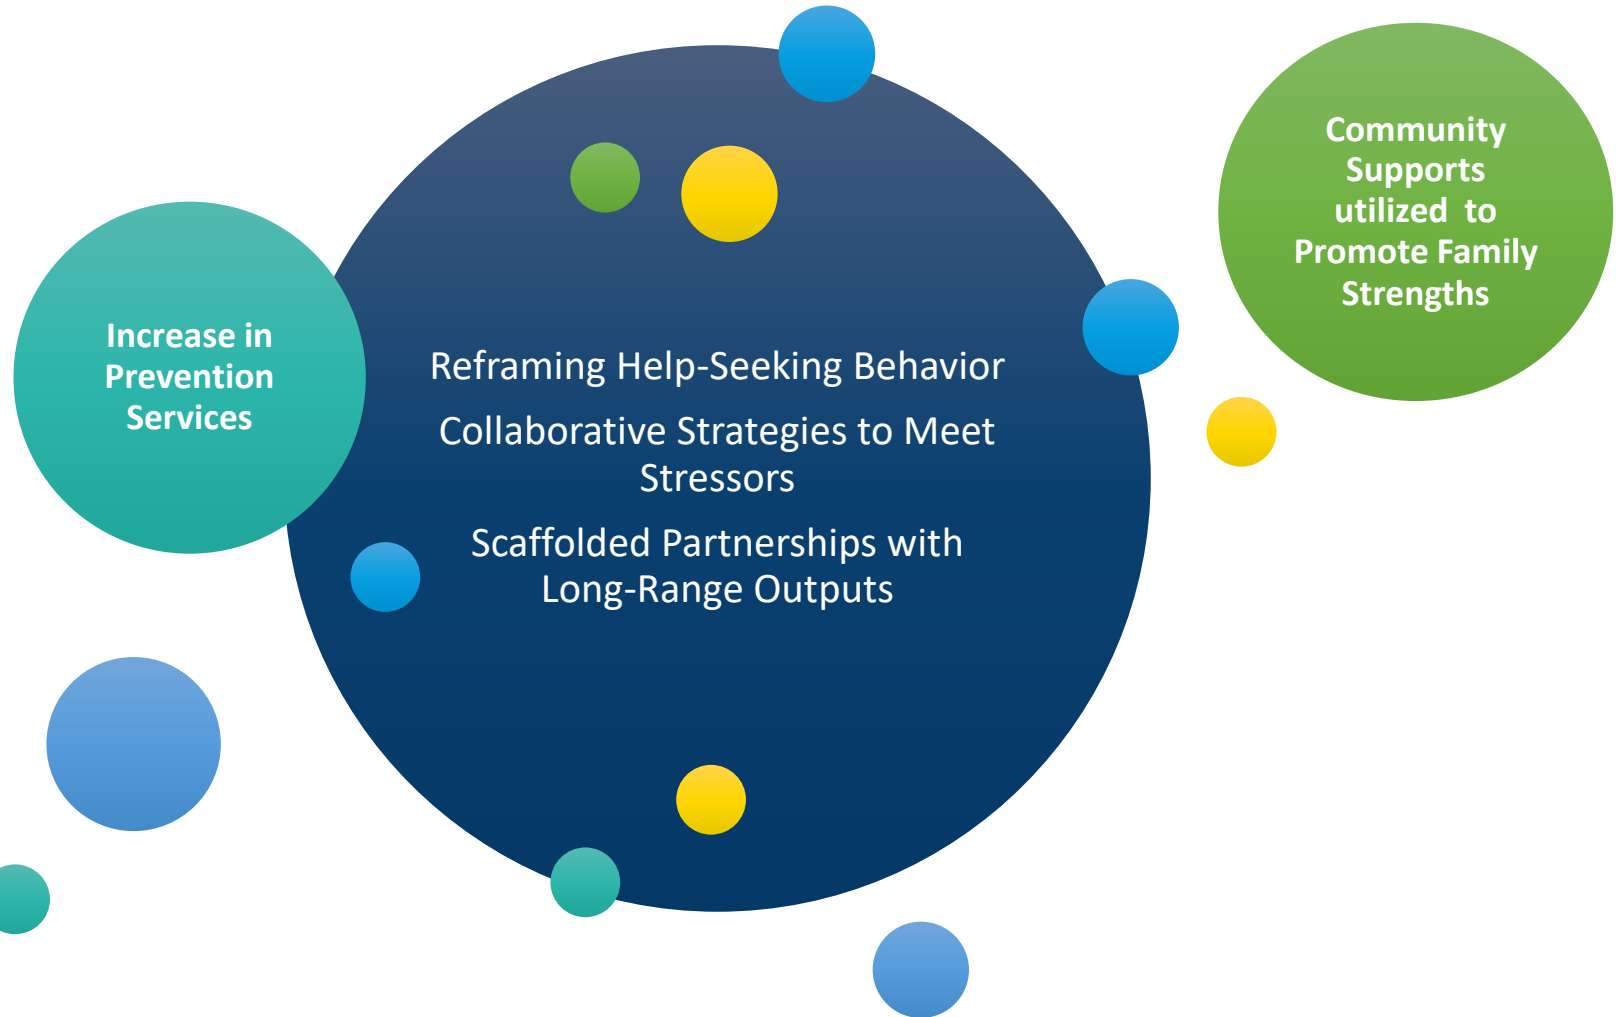 Increase in
Prevention
Services
Reframing Help-Seeking Behavior
Collaborative Strategies to Meet
Stressors
Scaffolded Partnerships with
Long-Range Outputs
Community
Supports
utilized  to
Promote Family
Strengths